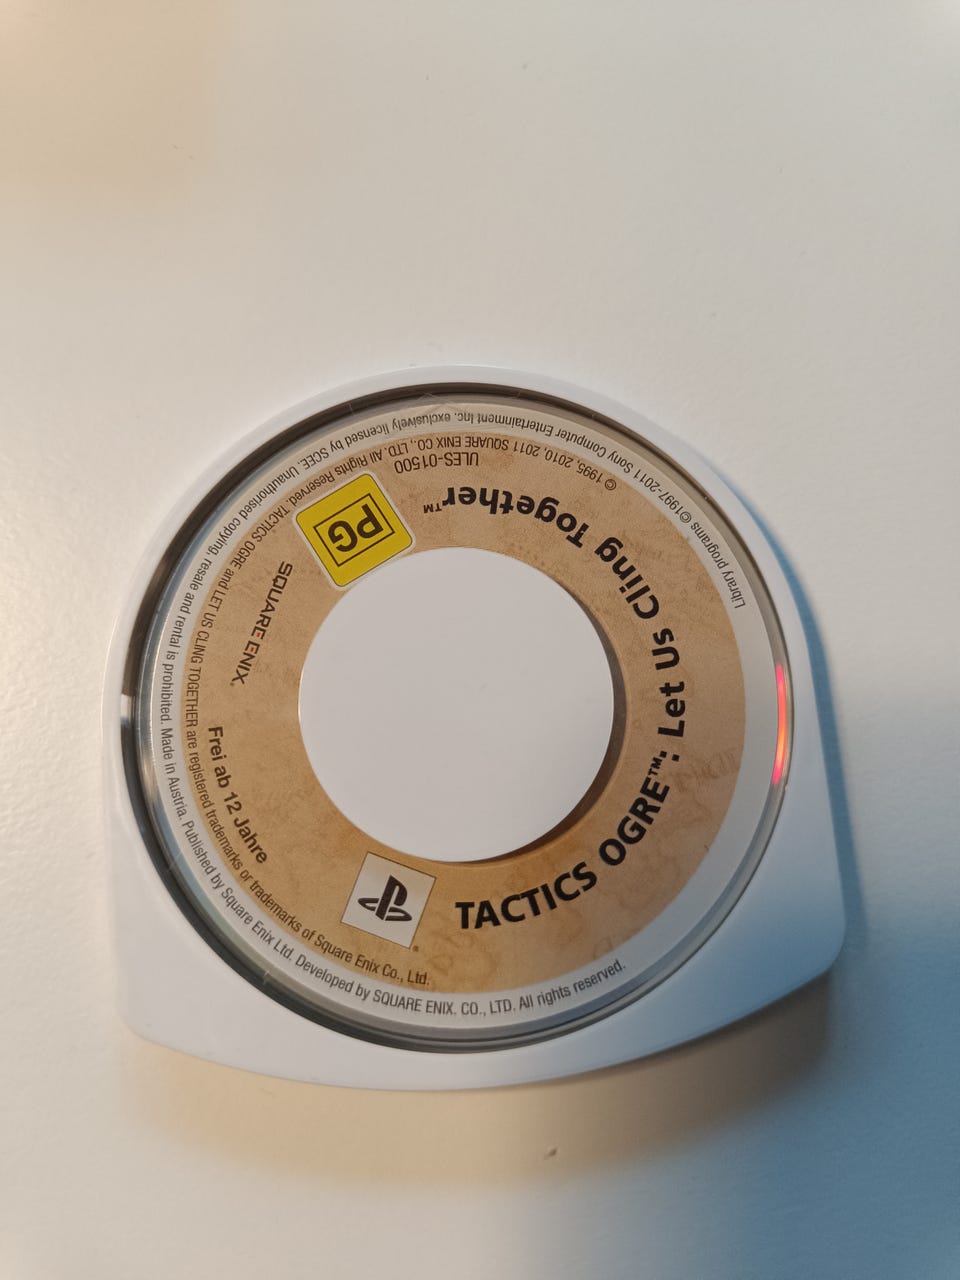 TACTICS OGRE™: Let Us Cling Together™
ULES-01500
PG
SQUARE ENIX.
Frei ab 12 Jahre
© 1995, 2010, 2011 SQUARE ENIX CO., LTD. All Rights Reserved. TACTICS OGRE and LET US CLING TOGETHER are registered trademarks or trademarks of Square Enix Co., Ltd.
Library programs ©1997-2011 Sony Computer Entertainment Inc. exclusively licensed by SCEE. Unauthorised copying, resale and rental is prohibited. Made in Austria. Published by Square Enix Ltd. Developed by SQUARE ENIX. CO., LTD. All rights reserved.